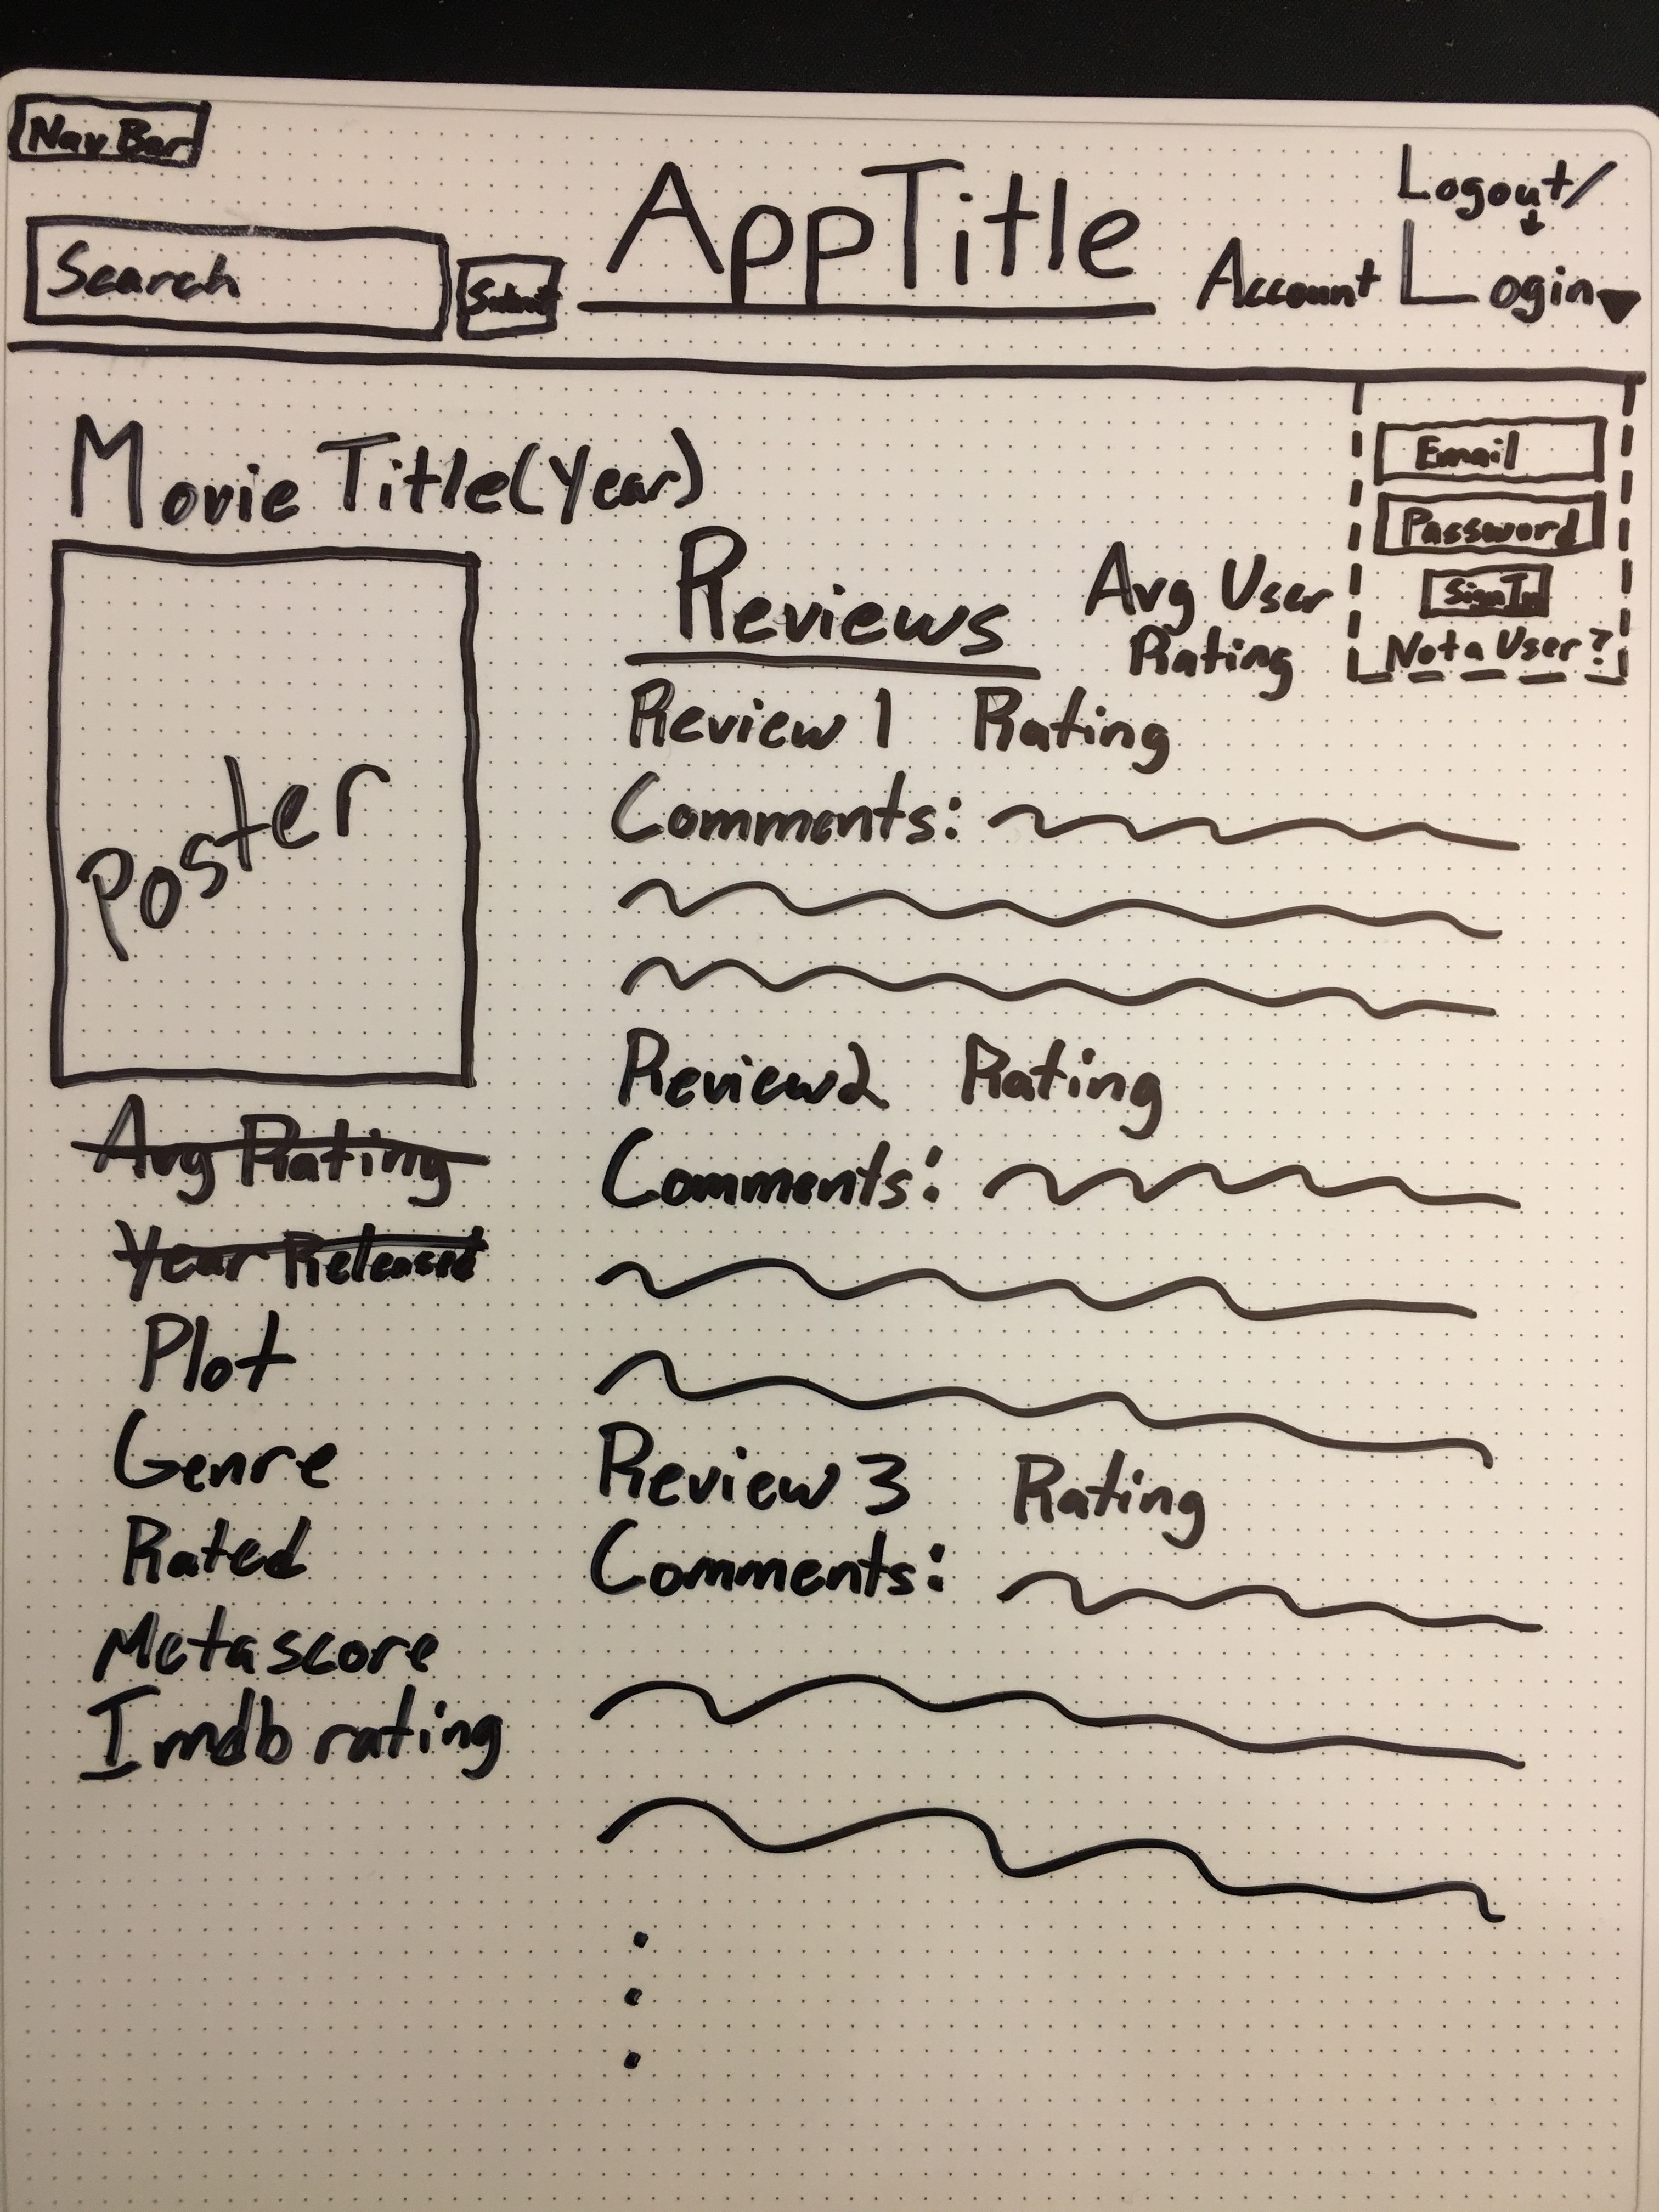 Nav Bar
Logout/
Search
Submit
AppTitle
Account
Login
Email
Password
Sign In
Not a User?
Movie Title (Year)
Poster
Avg Rating
Year Released
Plot
Genre
Rated
Metascore
Imdb rating
Reviews
Avg User
Rating
Review 1 Rating
Comments:
Review 2 Rating
Comments:
Review 3 Rating
Comments: